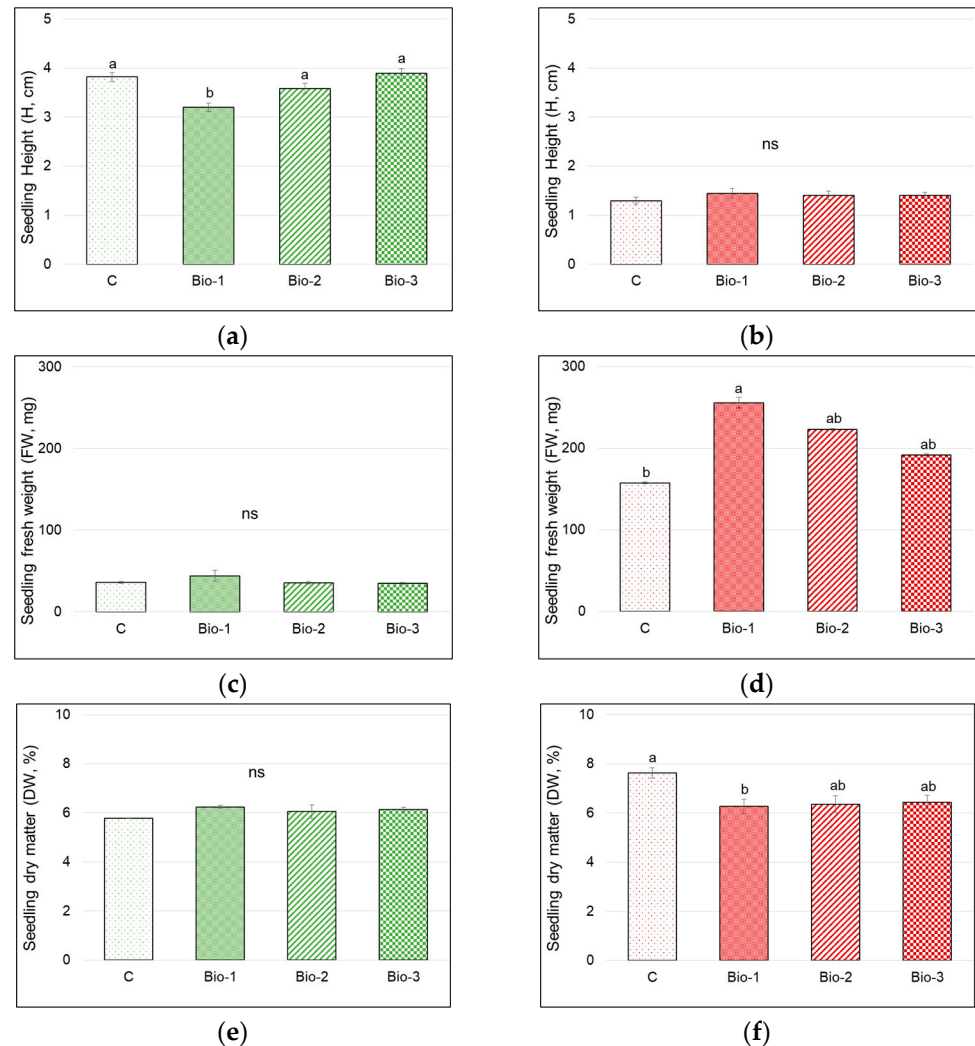 Seedling Height (H, cm)
5
4
3
2
1
0
a
b
a
a
C
Bio-1
Bio-2
Bio-3
(a)
Seedling Height (H, cm)
5
4
3
2
1
0
ns
C
Bio-1
Bio-2
Bio-3
(b)
Seedling fresh weight (FW, mg)
300
200
100
0
ns
C
Bio-1
Bio-2
Bio-3
(c)
Seedling fresh weight (FW, mg)
300
200
100
0
b
a
ab
ab
C
Bio-1
Bio-2
Bio-3
(d)
Seedling dry matter (DW, %)
10
8
6
4
2
0
ns
C
Bio-1
Bio-2
Bio-3
(e)
Seedling dry matter (DW, %)
10
8
6
4
2
0
a
b
ab
ab
C
Bio-1
Bio-2
Bio-3
(f)